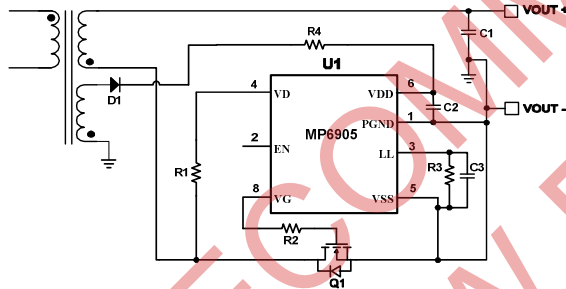 VOUT +
R4
C1
U1
D1
4
VD
VDD
6
C2
VOUT -
PGND
1
2
EN
MP6905
LL
3
R1
R3
C3
8
VG
VSS
5
R2
Q1